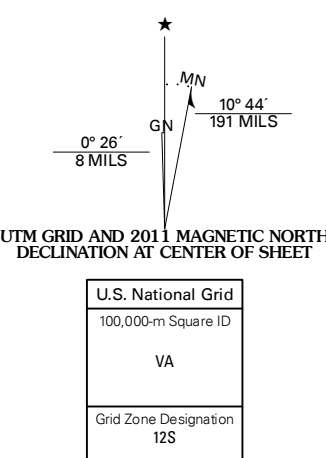 ★
MN
GN
10° 44´
191 MILS
0° 26´
8 MILS
UTM GRID AND 2011 MAGNETIC NORTH
DECLINATION AT CENTER OF SHEET
U.S. National Grid
100,000-m Square ID
VA
Grid Zone Designation
12S